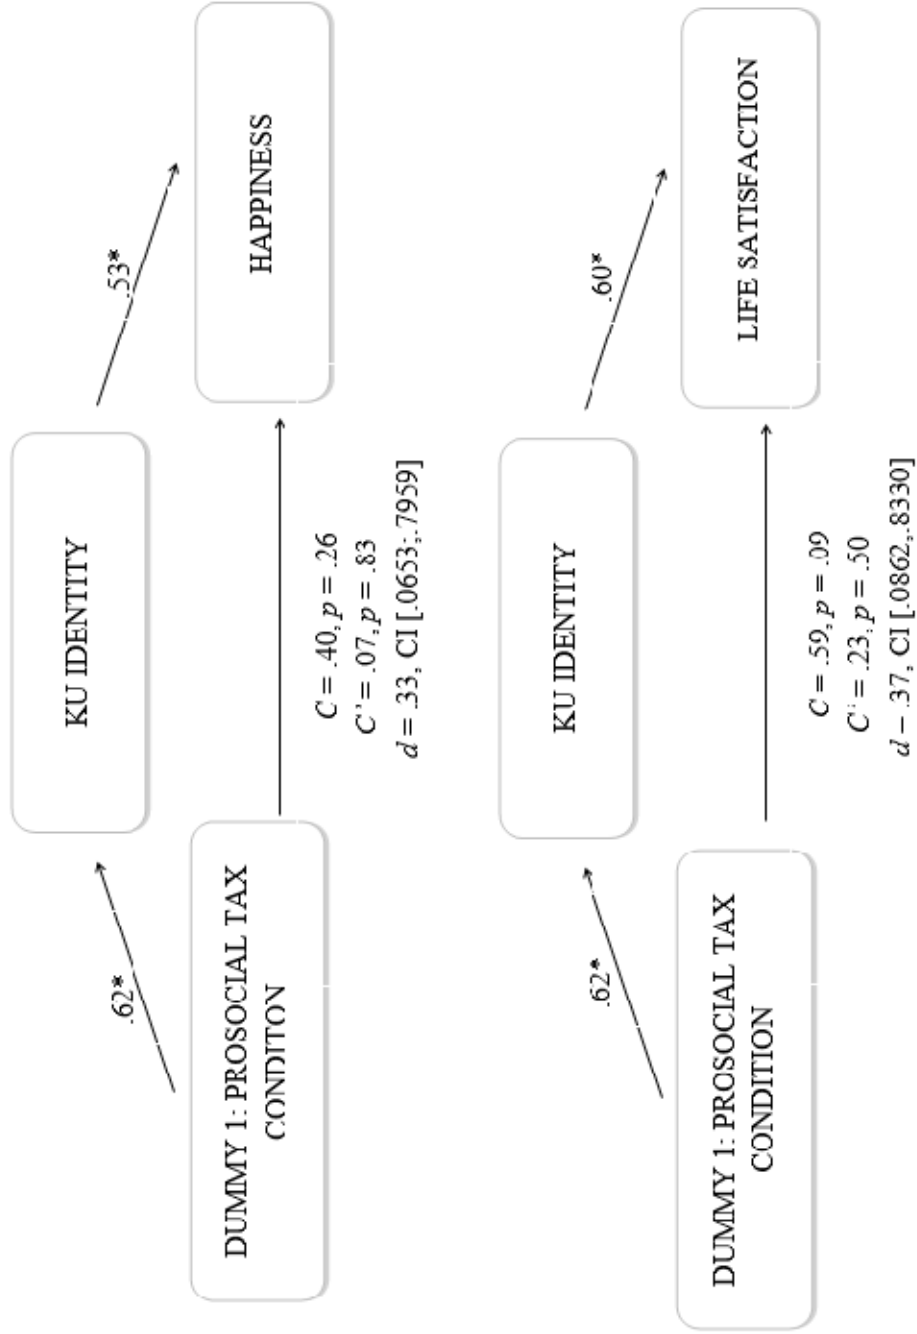 KU IDENTITY
.62*
.53*
DUMMY 1: PROSOCIAL TAX
CONDITON
HAPPINESS
C = .40, p = .26
C' = .07, p = .83
d = .33, CI [.0653;.7959]
KU IDENTITY
.62*
.60*
DUMMY 1: PROSOCIAL TAX
CONDITION
LIFE SATISFACTION
C = .59, p = .09
C' = .23, p = .50
d – .37, CI [.0862,.8330]